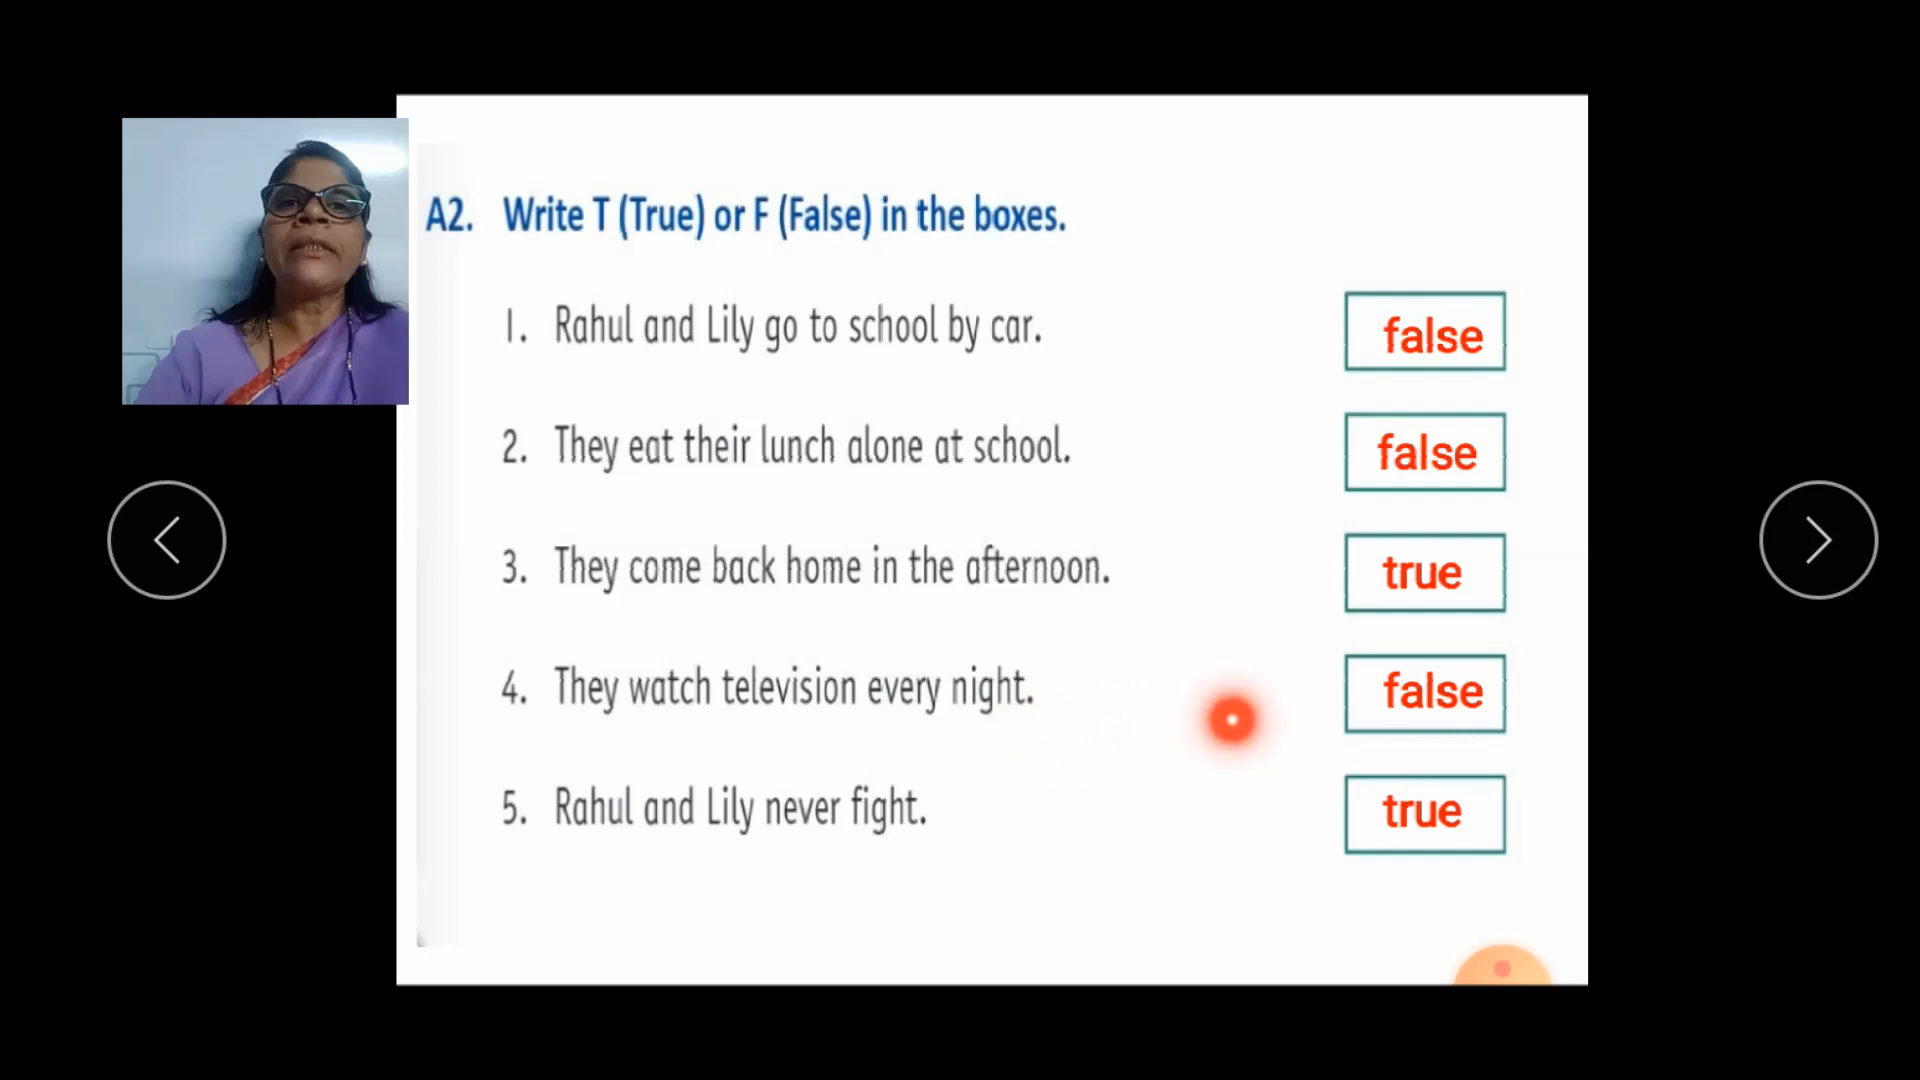 A2. Write T (True) or F (False) in the boxes.
1. Rahul and Lily go to school by car. false
2. They eat their lunch alone at school. false
3. They come back home in the afternoon. true
4. They watch television every night. false
5. Rahul and Lily never fight. true